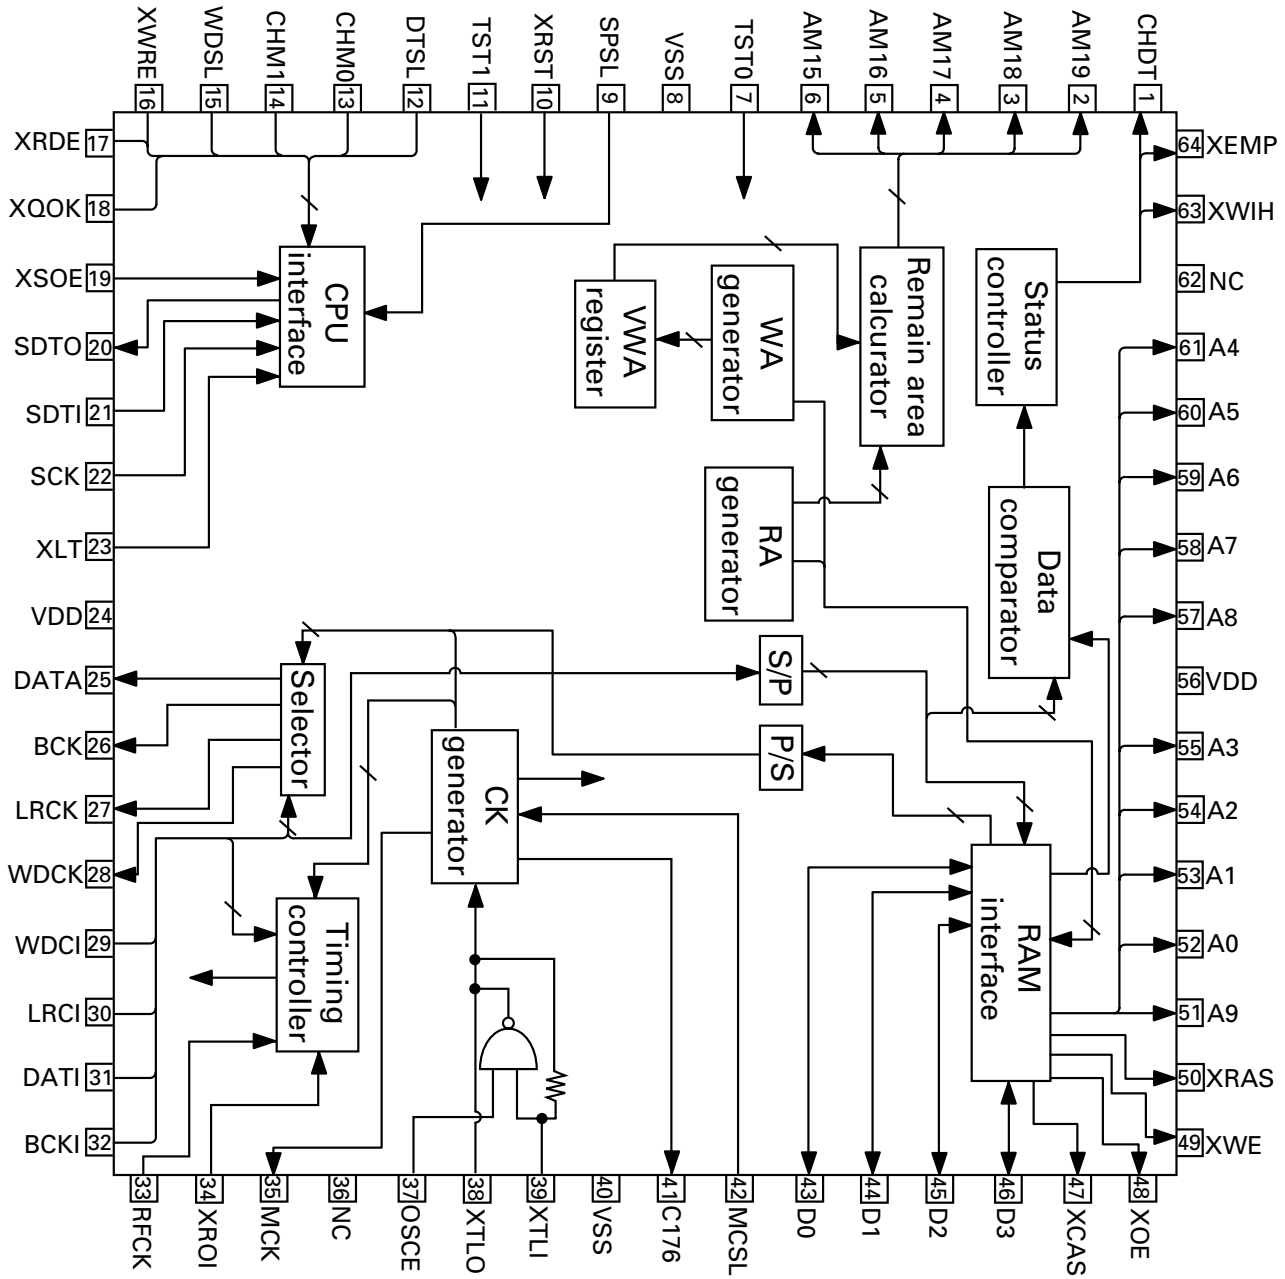 XWRE 16
WDSL 15
CHM1 14
CHM0 13
DTSL 12
TST1 11
XRST 10
SPSL 9
VSS 8
TST0 7
AM15 6
AM16 5
AM17 4
AM18 3
AM19 2
CHDT 1
XRDE 17
XQOK 18
XSOE 19
SDTO 20
SDTI 21
SCK 22
XLT 23
VDD 24
DATA 25
BCK 26
LRCK 27
WDCK 28
WDCI 29
LRCI 30
DATI 31
BCKI 32
CPU
interface
VWA
register
WA
generator
Remain area
calcurator
Status
controller
RA
generator
Data
comparator
S/P
P/S
Selector
CK
generator
Timing
controller
RAM
interface
64 XEMP
63 XWIH
62 NC
61 A4
60 A5
59 A6
58 A7
57 A8
56 VDD
55 A3
54 A2
53 A1
52 A0
51 A9
50 XRAS
49 XWE
33 RFCK
34 XROI
35 MCK
36 NC
37 OSCE
38 XTLO
39 XTLI
40 VSS
41 C176
42 MCSL
43 D0
44 D1
45 D2
46 D3
47 XCAS
48 XOE